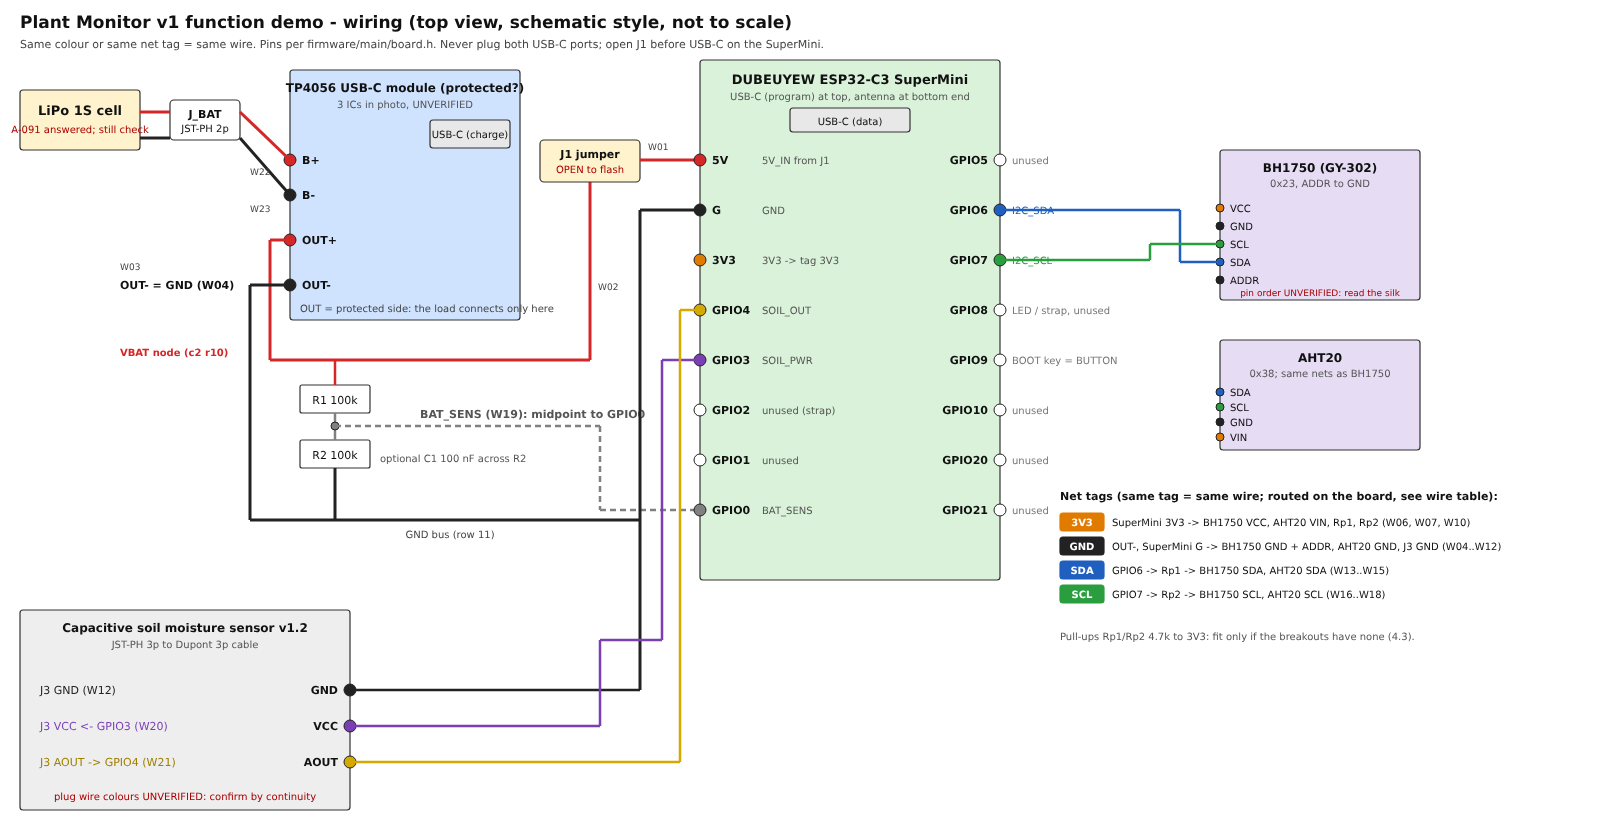 Plant Monitor v1 function demo - wiring (top view, schematic style, not to scale)
Same colour or same net tag = same wire. Pins per firmware/main/board.h. Never plug both USB-C ports; open J1 before USB-C on the SuperMini.
LiPo 1S cell
A-091 answered; still check
J_BAT
JST-PH 2p
W22
W23
TP4056 USB-C module (protected?)
3 ICs in photo, UNVERIFIED
USB-C (charge)
B+
B-
OUT+
OUT-
OUT = protected side: the load connects only here
W03
OUT- = GND (W04)
VBAT node (c2 r10)
J1 jumper
OPEN to flash
W01
W02
R1 100k
R2 100k
BAT_SENS (W19): midpoint to GPIO0
optional C1 100 nF across R2
GND bus (row 11)
DUBEUYEW ESP32-C3 SuperMini
USB-C (program) at top, antenna at bottom end
USB-C (data)
5V 5V_IN from J1
G GND
3V3 3V3 -> tag 3V3
GPIO4 SOIL_OUT
GPIO3 SOIL_PWR
GPIO2 unused (strap)
GPIO1 unused
GPIO0 BAT_SENS
GPIO5 unused
GPIO6 I2C_SDA
GPIO7 I2C_SCL
GPIO8 LED / strap, unused
GPIO9 BOOT key = BUTTON
GPIO10 unused
GPIO20 unused
GPIO21 unused
BH1750 (GY-302)
0x23, ADDR to GND
VCC
GND
SCL
SDA
ADDR
pin order UNVERIFIED: read the silk
AHT20
0x38; same nets as BH1750
SDA
SCL
GND
VIN
Net tags (same tag = same wire; routed on the board, see wire table):
3V3 SuperMini 3V3 -> BH1750 VCC, AHT20 VIN, Rp1, Rp2 (W06, W07, W10)
GND OUT-, SuperMini G -> BH1750 GND + ADDR, AHT20 GND, J3 GND (W04..W12)
SDA GPIO6 -> Rp1 -> BH1750 SDA, AHT20 SDA (W13..W15)
SCL GPIO7 -> Rp2 -> BH1750 SCL, AHT20 SCL (W16..W18)
Pull-ups Rp1/Rp2 4.7k to 3V3: fit only if the breakouts have none (4.3).
Capacitive soil moisture sensor v1.2
JST-PH 3p to Dupont 3p cable
J3 GND (W12) GND
J3 VCC <- GPIO3 (W20) VCC
J3 AOUT -> GPIO4 (W21) AOUT
plug wire colours UNVERIFIED: confirm by continuity